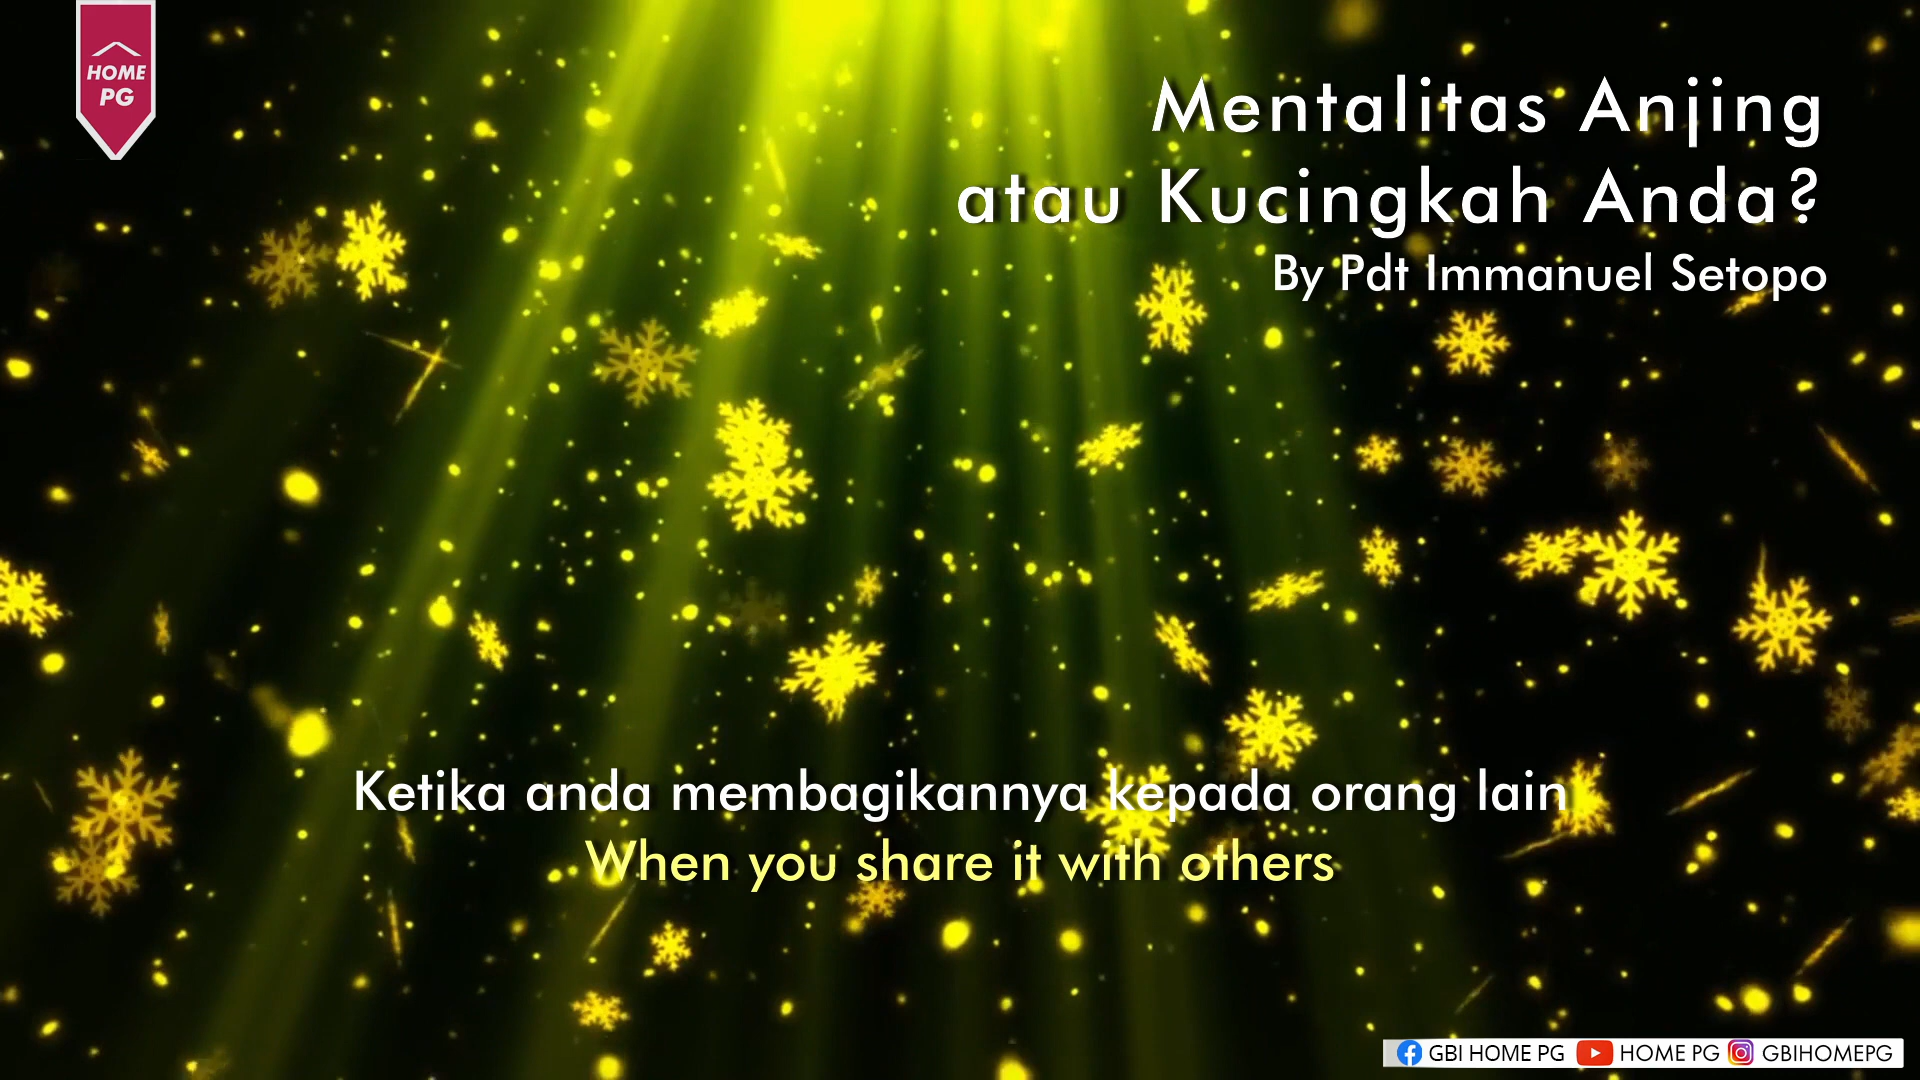 HOME
PG
Mentalitas Anjing
atau Kucingkah Anda?
By Pdt Immanuel Setopo
Ketika anda membagikannya kepada orang lain
When you share it with others
GBI HOME PG HOME PG GBIHOMEPG